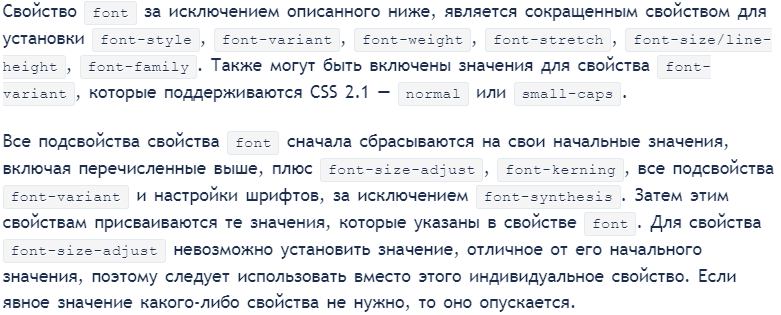 Свойство font за исключением описанного ниже, является сокращенным свойством для
установки font-style, font-variant, font-weight, font-stretch, font-size/line-
height, font-family. Также могут быть включены значения для свойства font-
variant, которые поддерживаются CSS 2.1 — normal или small-caps.
Все подсвойства свойства font сначала сбрасываются на свои начальные значения,
включая перечисленные выше, плюс font-size-adjust, font-kerning, все подсвойства
font-variant и настройки шрифтов, за исключением font-synthesis. Затем этим
свойствам присваиваются те значения, которые указаны в свойстве font. Для свойства
font-size-adjust невозможно установить значение, отличное от его начального
значения, поэтому следует использовать вместо этого индивидуальное свойство. Если
явное значение какого-либо свойства не нужно, то оно опускается.